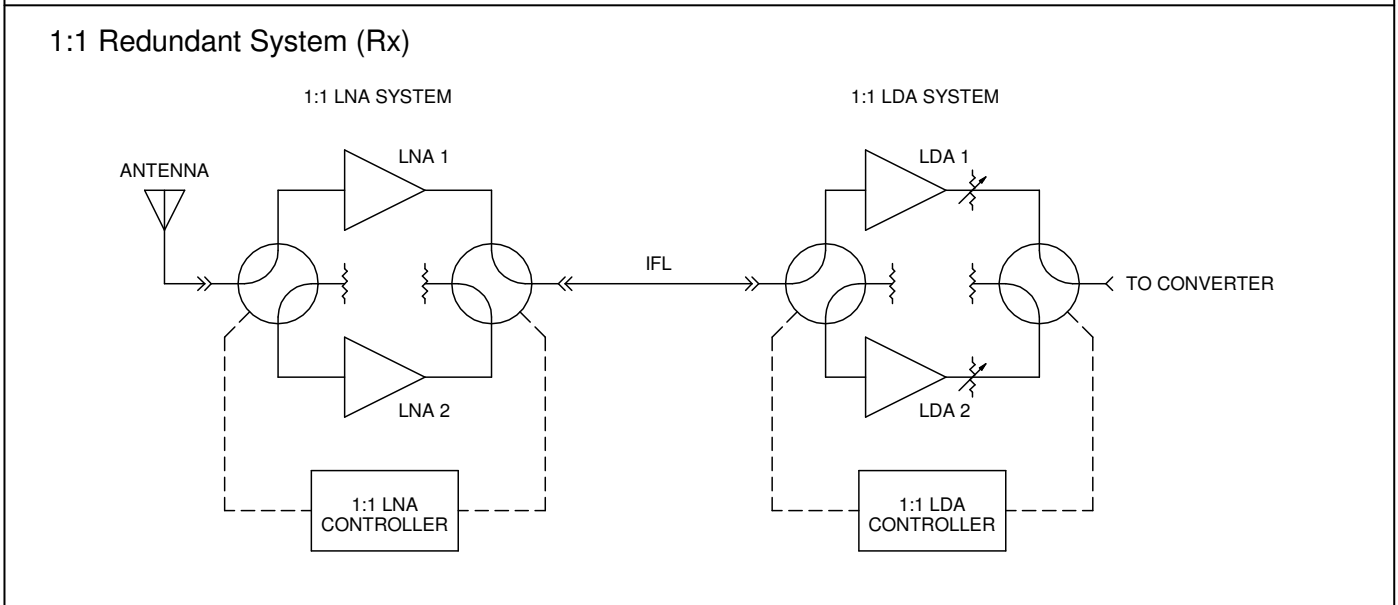 1:1 Redundant System (Rx)
1:1 LNA SYSTEM
1:1 LDA SYSTEM
ANTENNA
LNA 1
LDA 1
IFL
TO CONVERTER
LNA 2
LDA 2
1:1 LNA
CONTROLLER
1:1 LDA
CONTROLLER